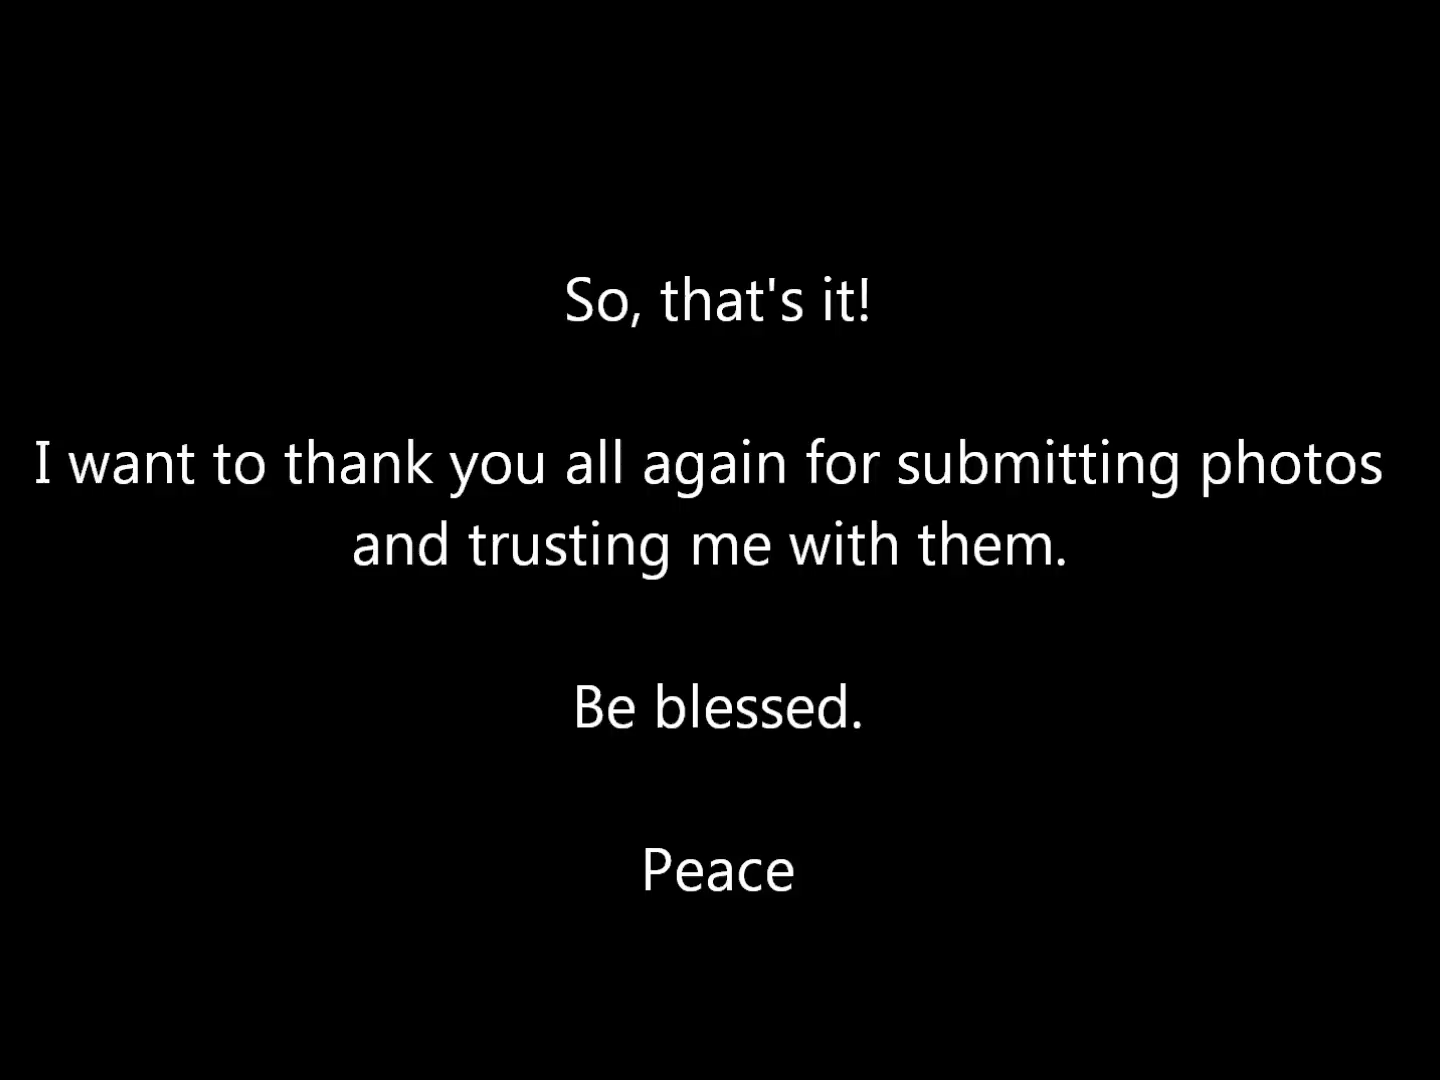 So, that's it!
I want to thank you all again for submitting photos
and trusting me with them.
Be blessed.
Peace